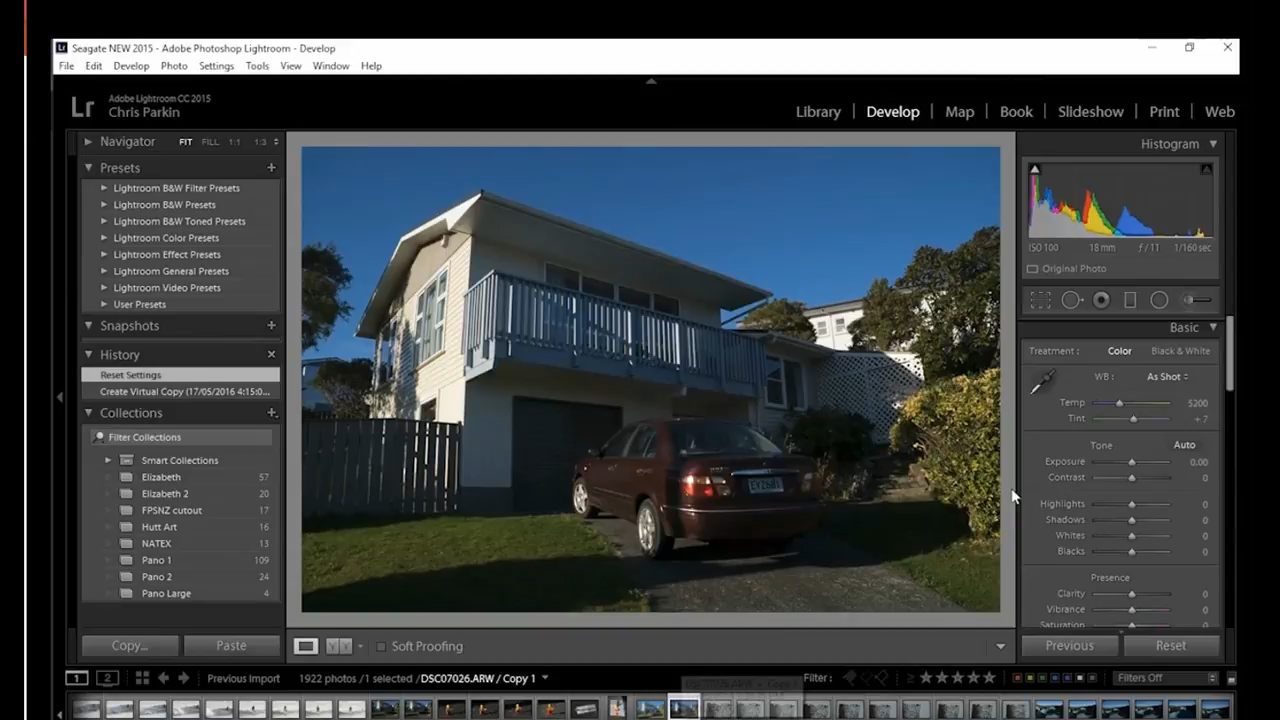 Lr Seagate NEW 2015 - Adobe Photoshop Lightroom - Develop
File Edit Develop Photo Settings Tools View Window Help
Lr Adobe Lightroom CC 2015
Chris Parkin
Library | Develop | Map | Book | Slideshow | Print | Web
Navigator FIT FILL 1:1 1:3
Presets +
Lightroom B&W Filter Presets
Lightroom B&W Presets
Lightroom B&W Toned Presets
Lightroom Color Presets
Lightroom Effect Presets
Lightroom General Presets
Lightroom Video Presets
User Presets
Snapshots +
History ×
Reset Settings
Create Virtual Copy (17/05/2016 4:15:0...
Collections +
Filter Collections
Smart Collections
Elizabeth 57
Elizabeth 2 20
FPSNZ cutout 17
Hutt Art 16
NATEX 13
Pano 1 109
Pano 2 24
Pano Large 4
Copy... Paste
Histogram
ISO 100 18 mm ƒ/11 1/160 sec
Original Photo
Basic
Treatment : Color Black & White
WB : As Shot
Temp 5200
Tint +7
Tone Auto
Exposure 0.00
Contrast 0
Highlights 0
Shadows 0
Whites 0
Blacks 0
Presence
Clarity 0
Vibrance 0
Saturation
Previous Reset
Y Y Soft Proofing
1 2 Previous Import 1922 photos /1 selected /DSC07026.ARW / Copy 1 Filter : ≥ ★★★★★ Filters Off